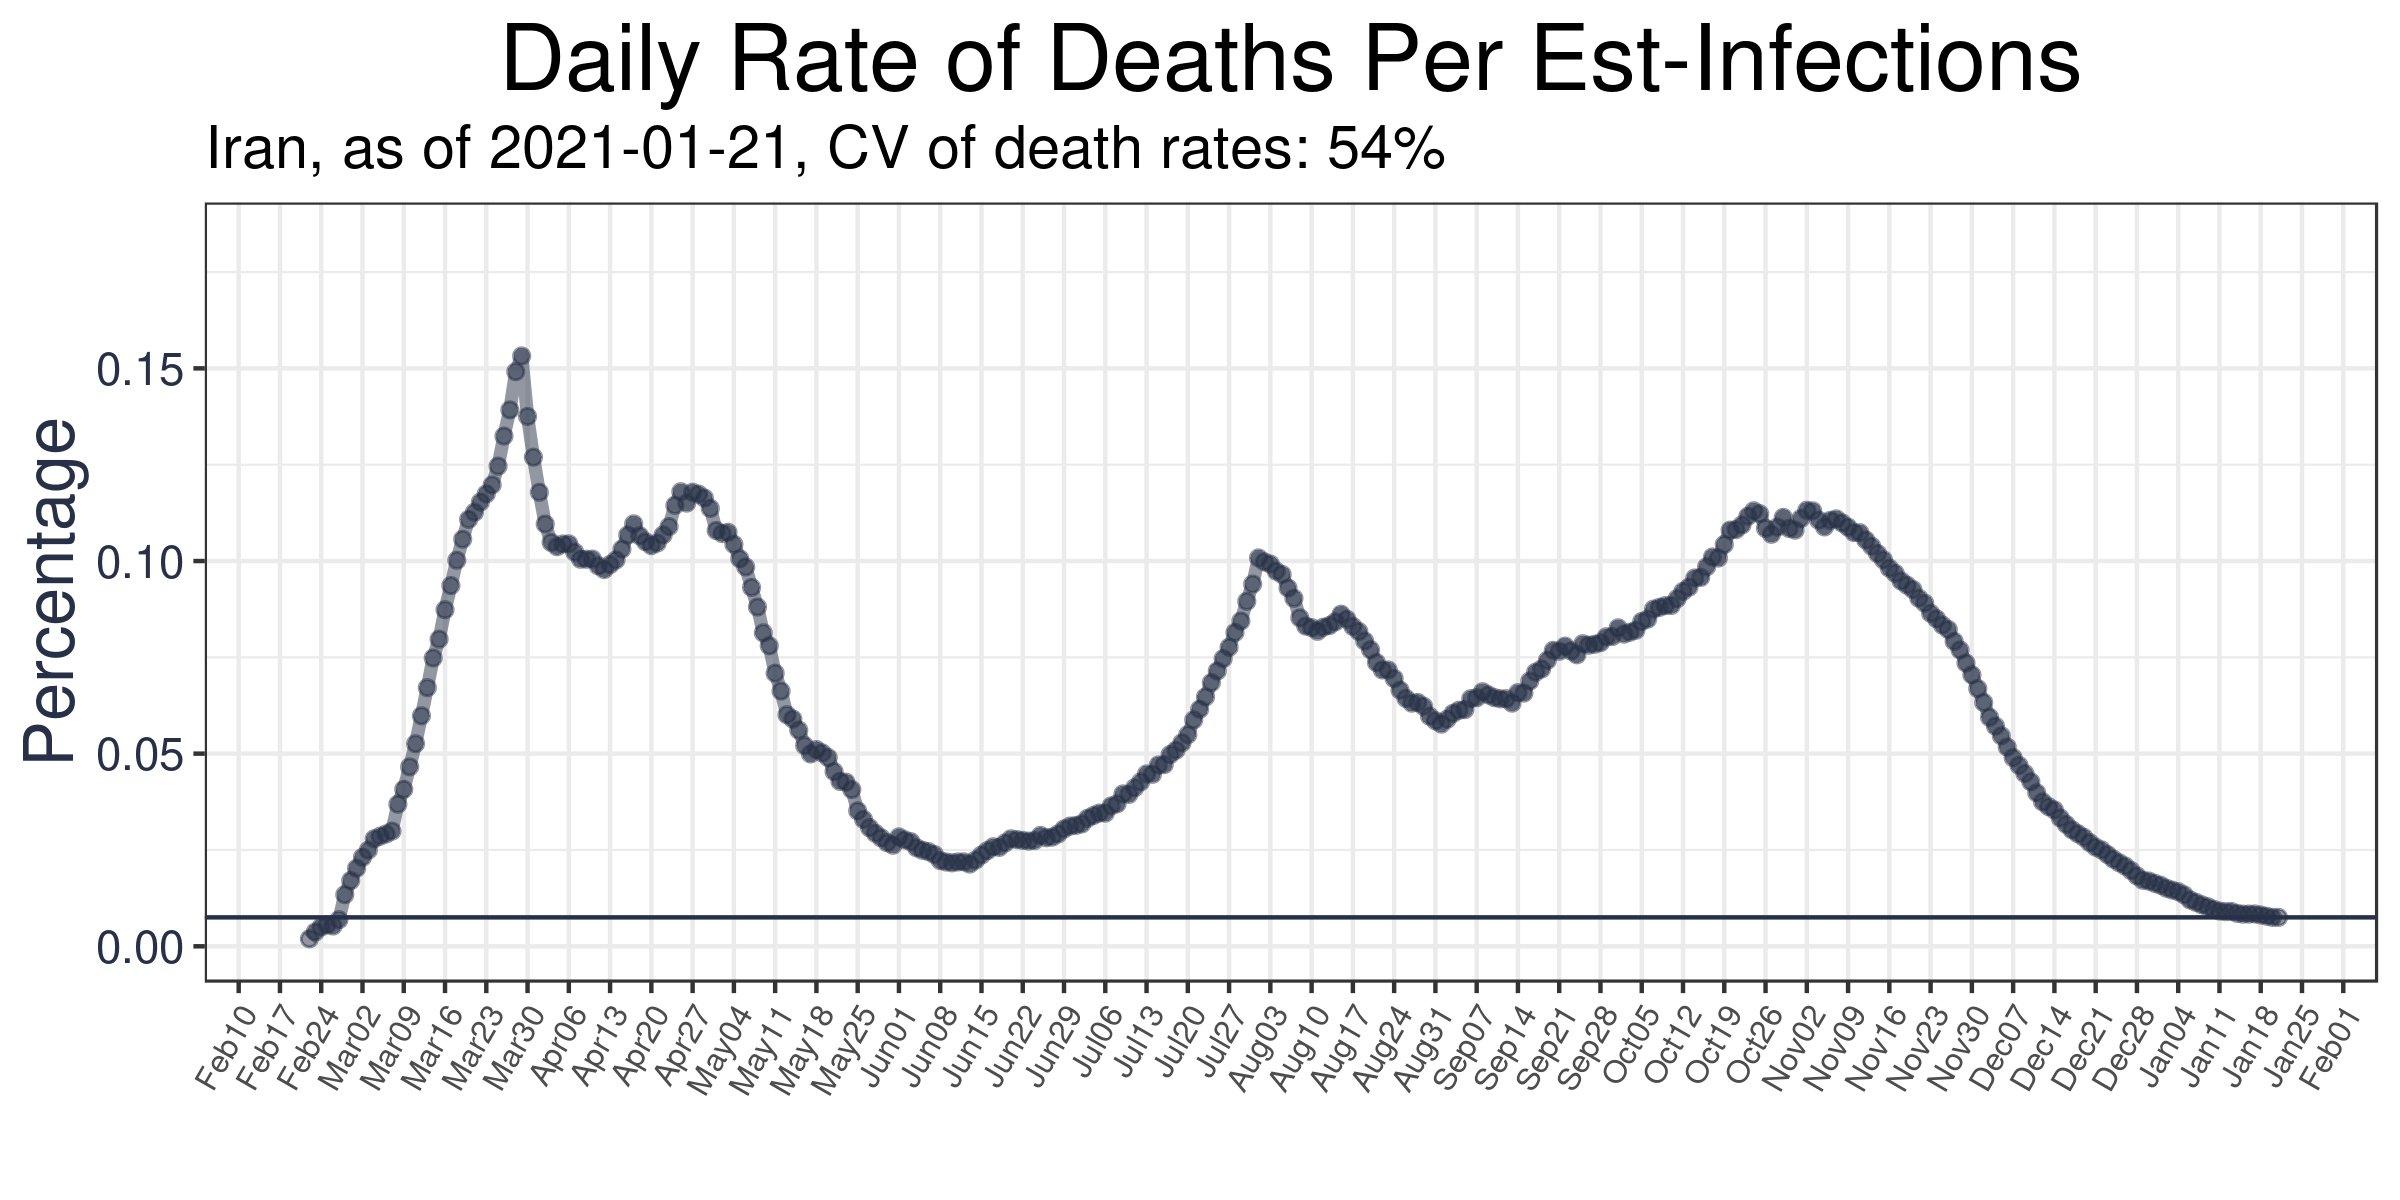 Daily Rate of Deaths Per Est-Infections
Iran, as of 2021-01-21, CV of death rates: 54%
Percentage
0.15
0.10
0.05
0.00
Feb10
Feb17
Feb24
Mar02
Mar09
Mar16
Mar23
Mar30
Apr06
Apr13
Apr20
Apr27
May04
May11
May18
May25
Jun01
Jun08
Jun15
Jun22
Jun29
Jul06
Jul13
Jul20
Jul27
Aug03
Aug10
Aug17
Aug24
Aug31
Sep07
Sep14
Sep21
Sep28
Oct05
Oct12
Oct19
Oct26
Nov02
Nov09
Nov16
Nov23
Nov30
Dec07
Dec14
Dec21
Dec28
Jan04
Jan11
Jan18
Jan25
Feb01